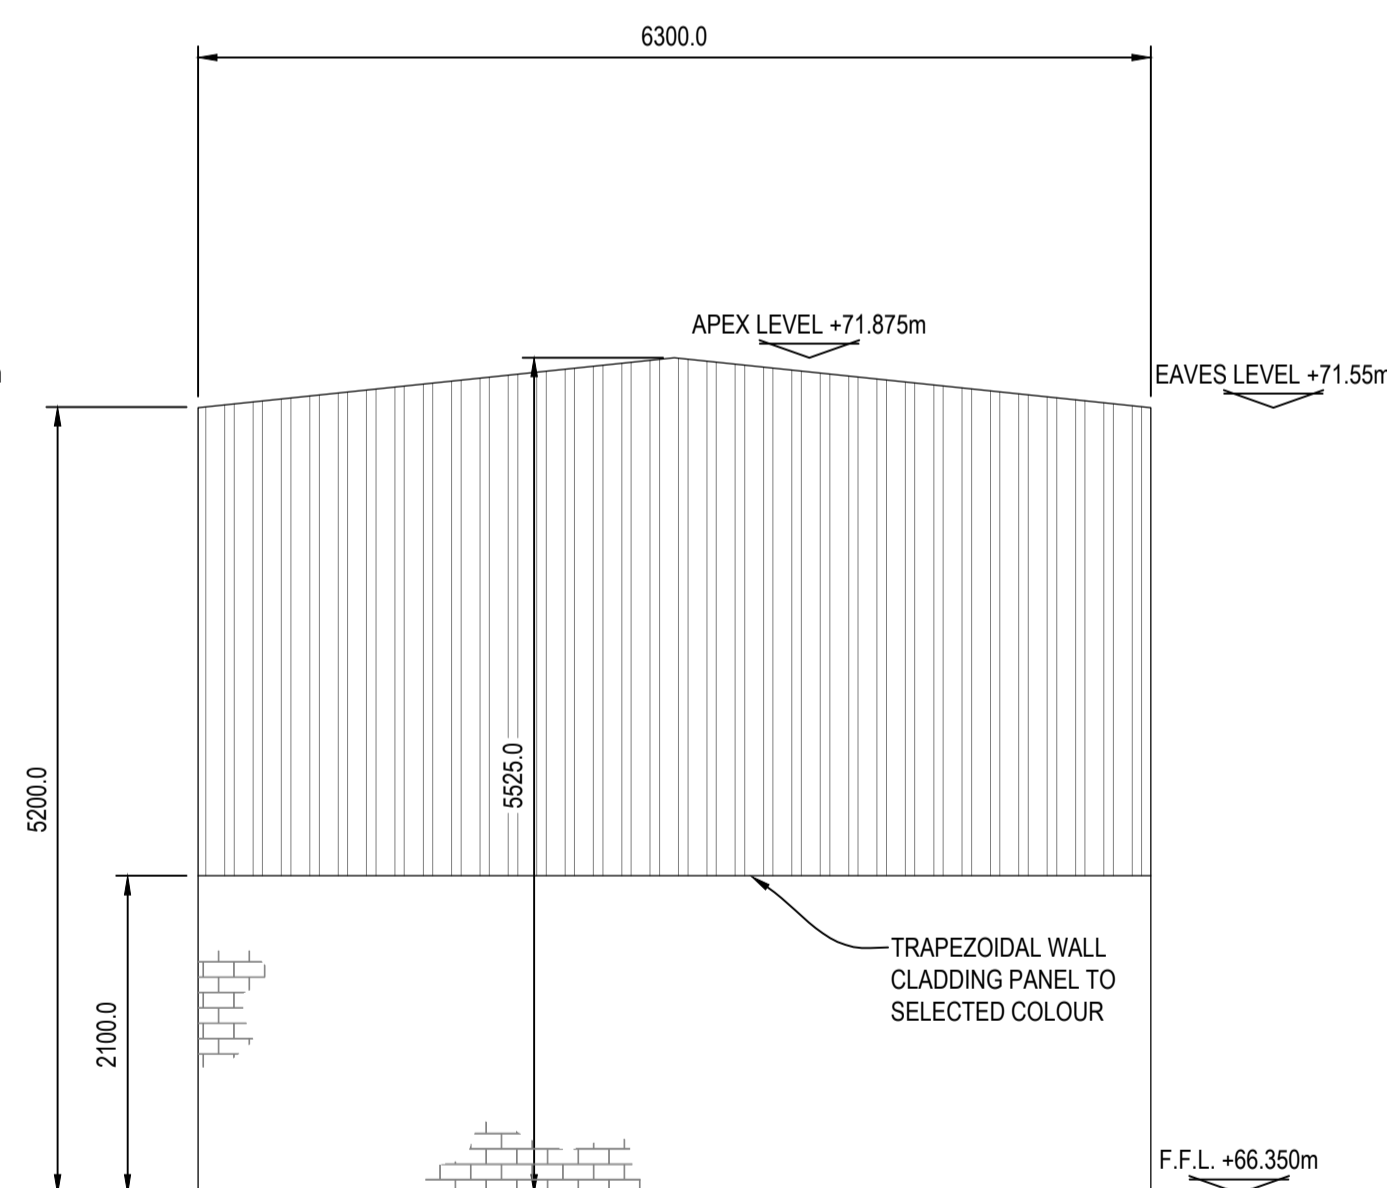 6300.0
APEX LEVEL +71.875m
EAVES LEVEL +71.55m
5200.0
5525.0
2100.0
TRAPEZOIDAL WALL
CLADDING PANEL TO
SELECTED COLOUR
F.F.L. +66.350m